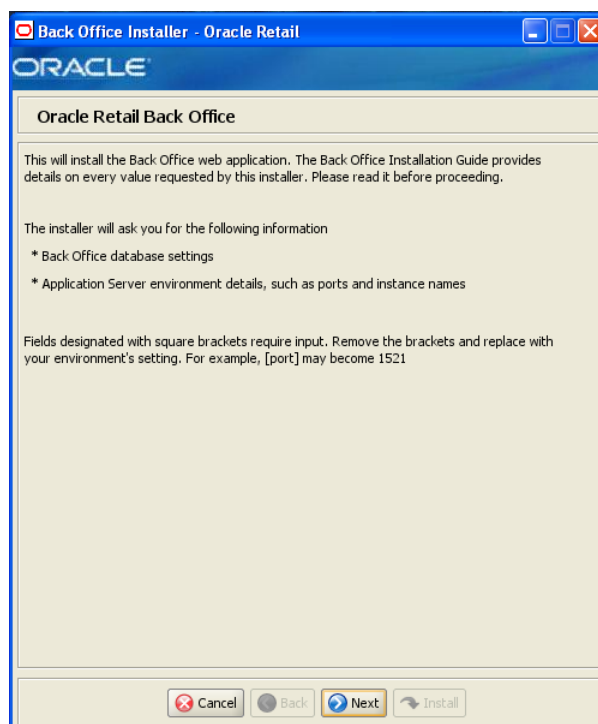 Back Office Installer - Oracle Retail
ORACLE
Oracle Retail Back Office
This will install the Back Office web application. The Back Office Installation Guide provides
details on every value requested by this installer. Please read it before proceeding.
The installer will ask you for the following information
* Back Office database settings
* Application Server environment details, such as ports and instance names
Fields designated with square brackets require input. Remove the brackets and replace with
your environment's setting. For example, [port] may become 1521
Cancel Back Next Install